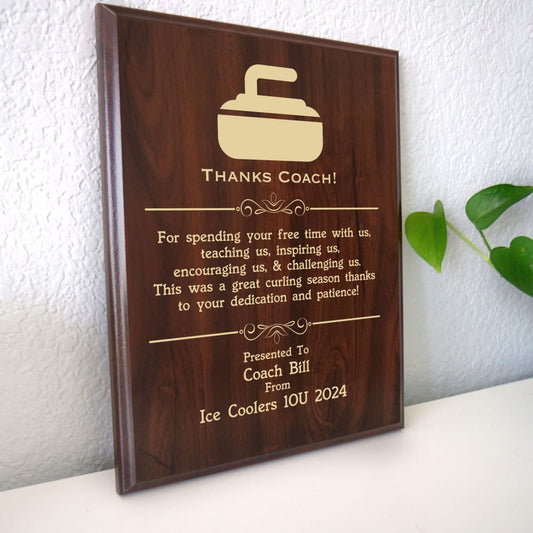 THANKS COACH!
For spending your free time with us,
teaching us, inspiring us,
encouraging us, & challenging us.
This was a great curling season thanks
to your dedication and patience!
Presented To
Coach Bill
From
Ice Coolers 10U 2024